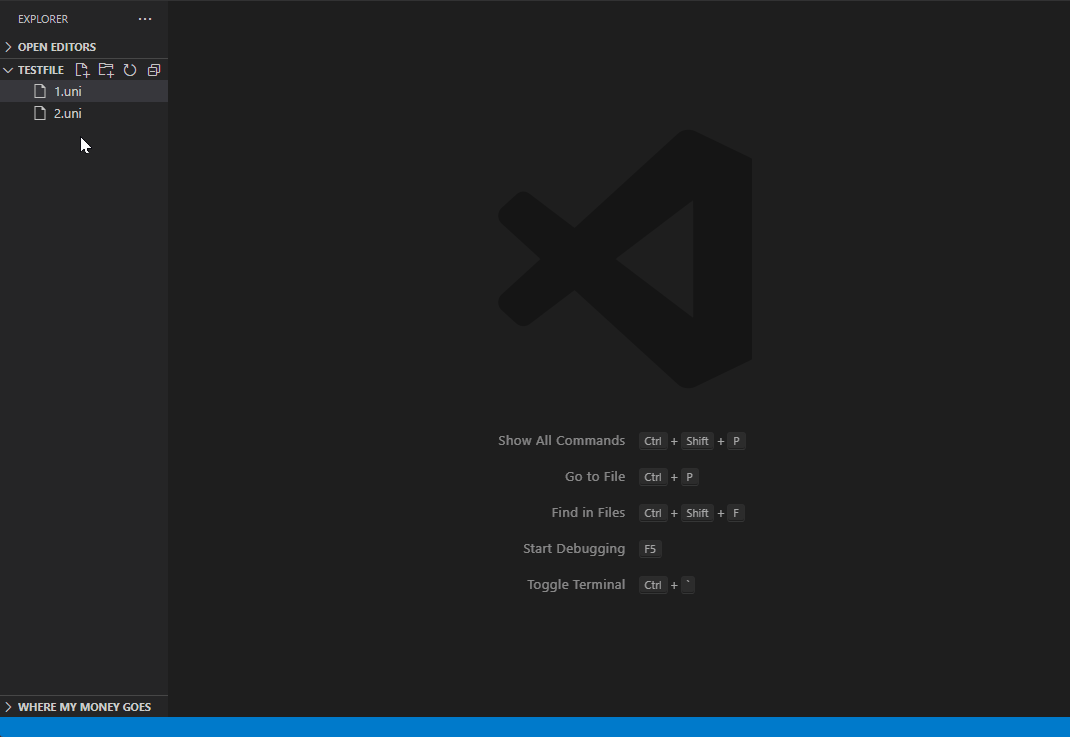 EXPLORER
OPEN EDITORS
TESTFILE
1.uni
2.uni
Show All Commands Ctrl + Shift + P
Go to File Ctrl + P
Find in Files Ctrl + Shift + F
Start Debugging F5
Toggle Terminal Ctrl + `
WHERE MY MONEY GOES